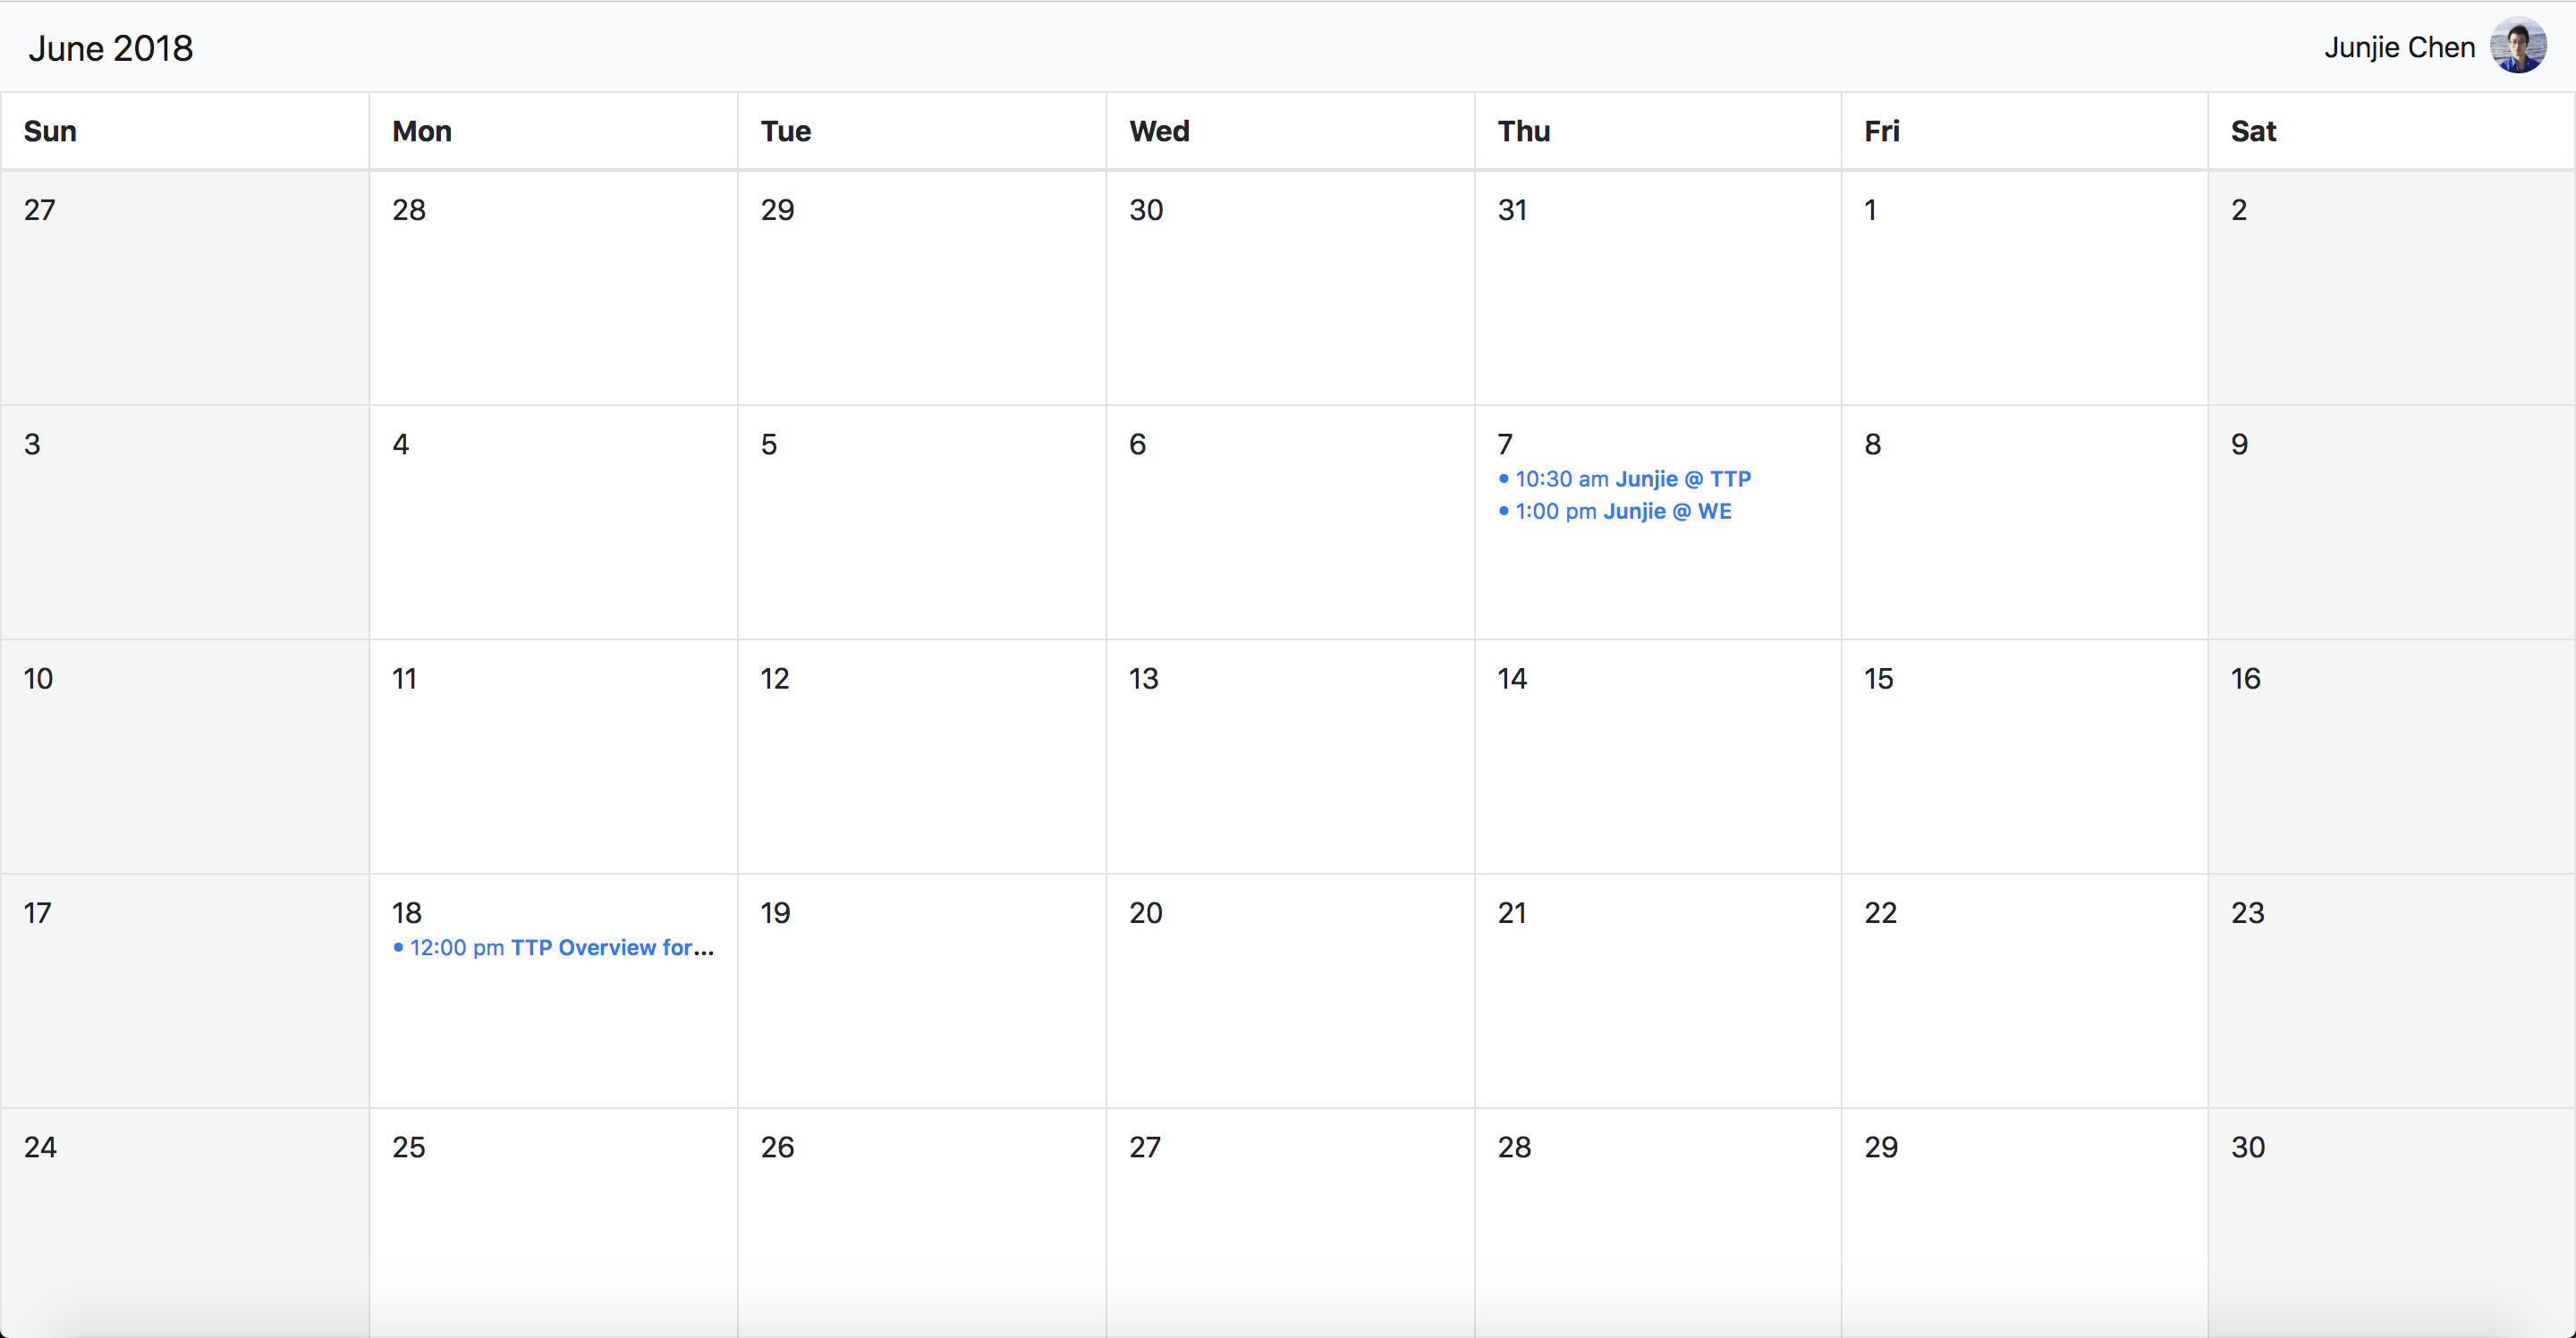 June 2018
Junjie Chen
Sun Mon Tue Wed Thu Fri Sat
27 28 29 30 31 1 2
3 4 5 6 7 8 9
• 10:30 am Junjie @ TTP
• 1:00 pm Junjie @ WE
10 11 12 13 14 15 16
17 18 19 20 21 22 23
• 12:00 pm TTP Overview for...
24 25 26 27 28 29 30